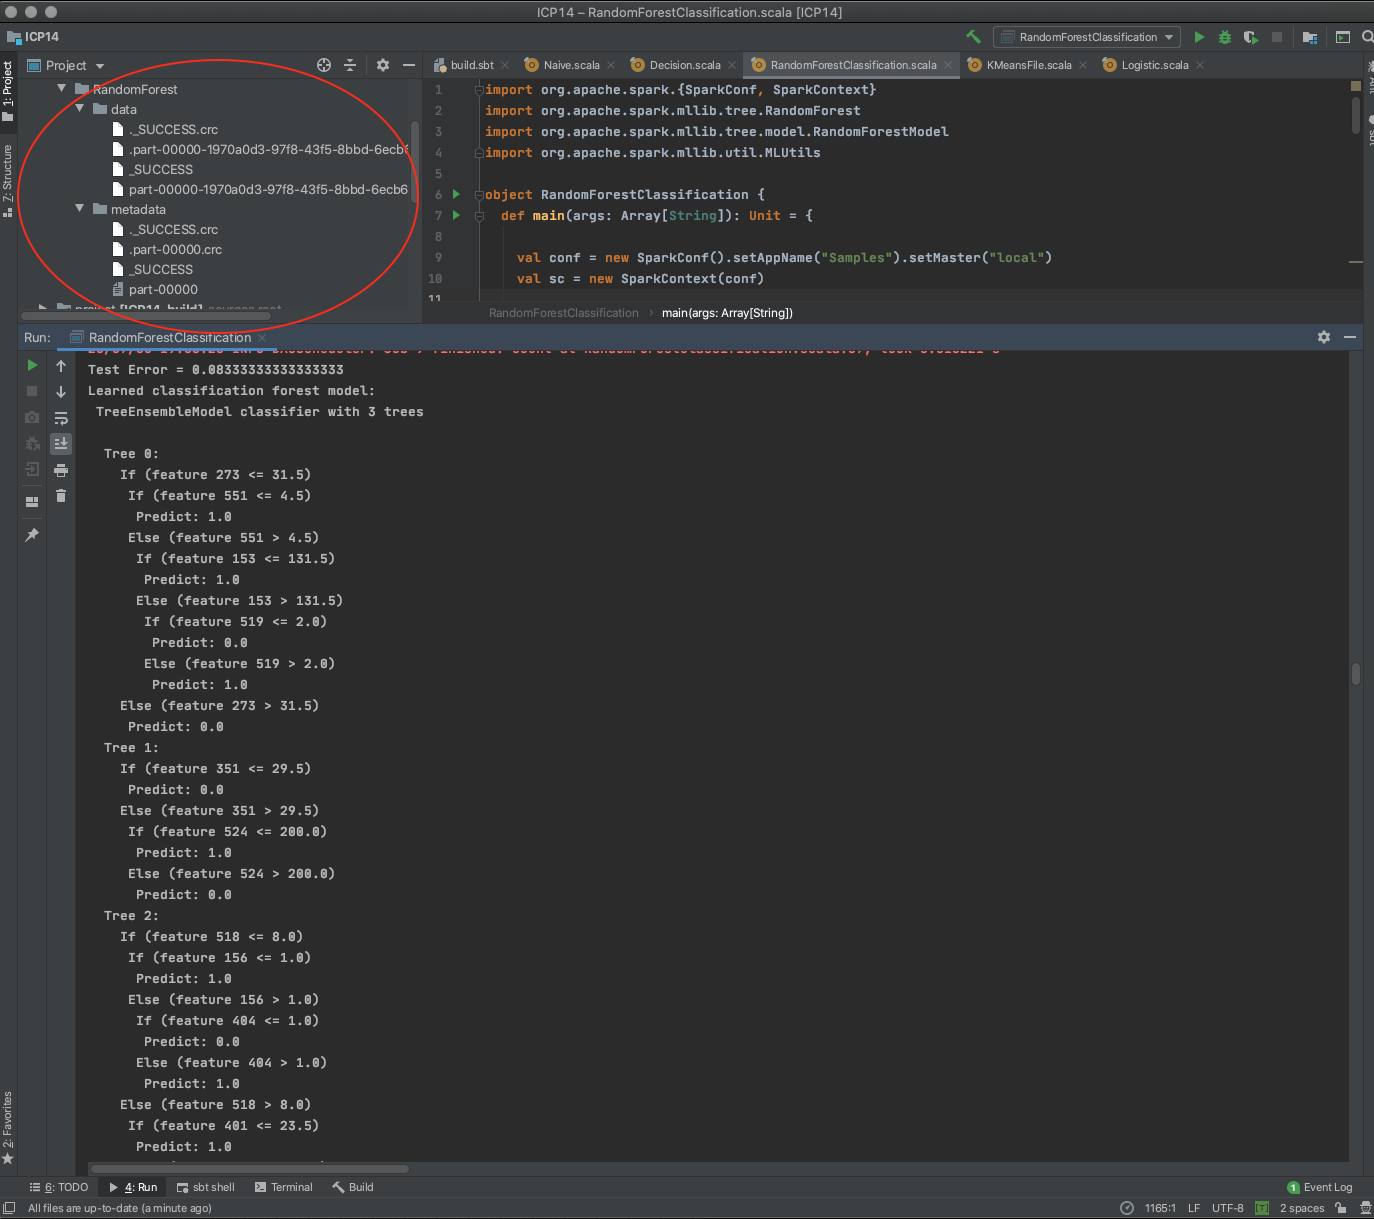 ICP14 – RandomForestClassification.scala [ICP14]
ICP14
RandomForestClassification
1: Project
Z: Structure
2: Favorites
Project
RandomForest
data
._SUCCESS.crc
.part-00000-1970a0d3-97f8-43f5-8bbd-6ecb6
_SUCCESS
part-00000-1970a0d3-97f8-43f5-8bbd-6ecb6
metadata
._SUCCESS.crc
.part-00000.crc
_SUCCESS
part-00000
project [ICP14-build] sources root
build.sbt
Naive.scala
Decision.scala
RandomForestClassification.scala
KMeansFile.scala
Logistic.scala
1 import org.apache.spark.{SparkConf, SparkContext}
2 import org.apache.spark.mllib.tree.RandomForest
3 import org.apache.spark.mllib.tree.model.RandomForestModel
4 import org.apache.spark.mllib.util.MLUtils
5
6 object RandomForestClassification {
7 def main(args: Array[String]): Unit = {
8
9 val conf = new SparkConf().setAppName("Samples").setMaster("local")
10 val sc = new SparkContext(conf)
11
RandomForestClassification › main(args: Array[String])
Run: RandomForestClassification
Test Error = 0.08333333333333333
Learned classification forest model:
TreeEnsembleModel classifier with 3 trees
Tree 0:
If (feature 273 <= 31.5)
If (feature 551 <= 4.5)
Predict: 1.0
Else (feature 551 > 4.5)
If (feature 153 <= 131.5)
Predict: 1.0
Else (feature 153 > 131.5)
If (feature 519 <= 2.0)
Predict: 0.0
Else (feature 519 > 2.0)
Predict: 1.0
Else (feature 273 > 31.5)
Predict: 0.0
Tree 1:
If (feature 351 <= 29.5)
Predict: 0.0
Else (feature 351 > 29.5)
If (feature 524 <= 200.0)
Predict: 1.0
Else (feature 524 > 200.0)
Predict: 0.0
Tree 2:
If (feature 518 <= 8.0)
If (feature 156 <= 1.0)
Predict: 1.0
Else (feature 156 > 1.0)
If (feature 404 <= 1.0)
Predict: 0.0
Else (feature 404 > 1.0)
Predict: 1.0
Else (feature 518 > 8.0)
If (feature 401 <= 23.5)
Predict: 1.0
6: TODO
4: Run
sbt shell
Terminal
Build
1 Event Log
All files are up-to-date (a minute ago)
1165:1 LF UTF-8 2 spaces